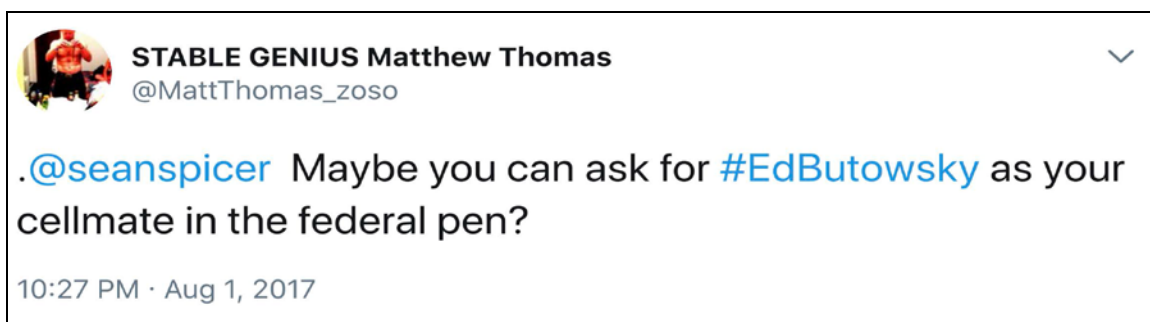 STABLE GENIUS Matthew Thomas
@MattThomas_zoso
.@seanspicer Maybe you can ask for #EdButowsky as your
cellmate in the federal pen?
10:27 PM · Aug 1, 2017